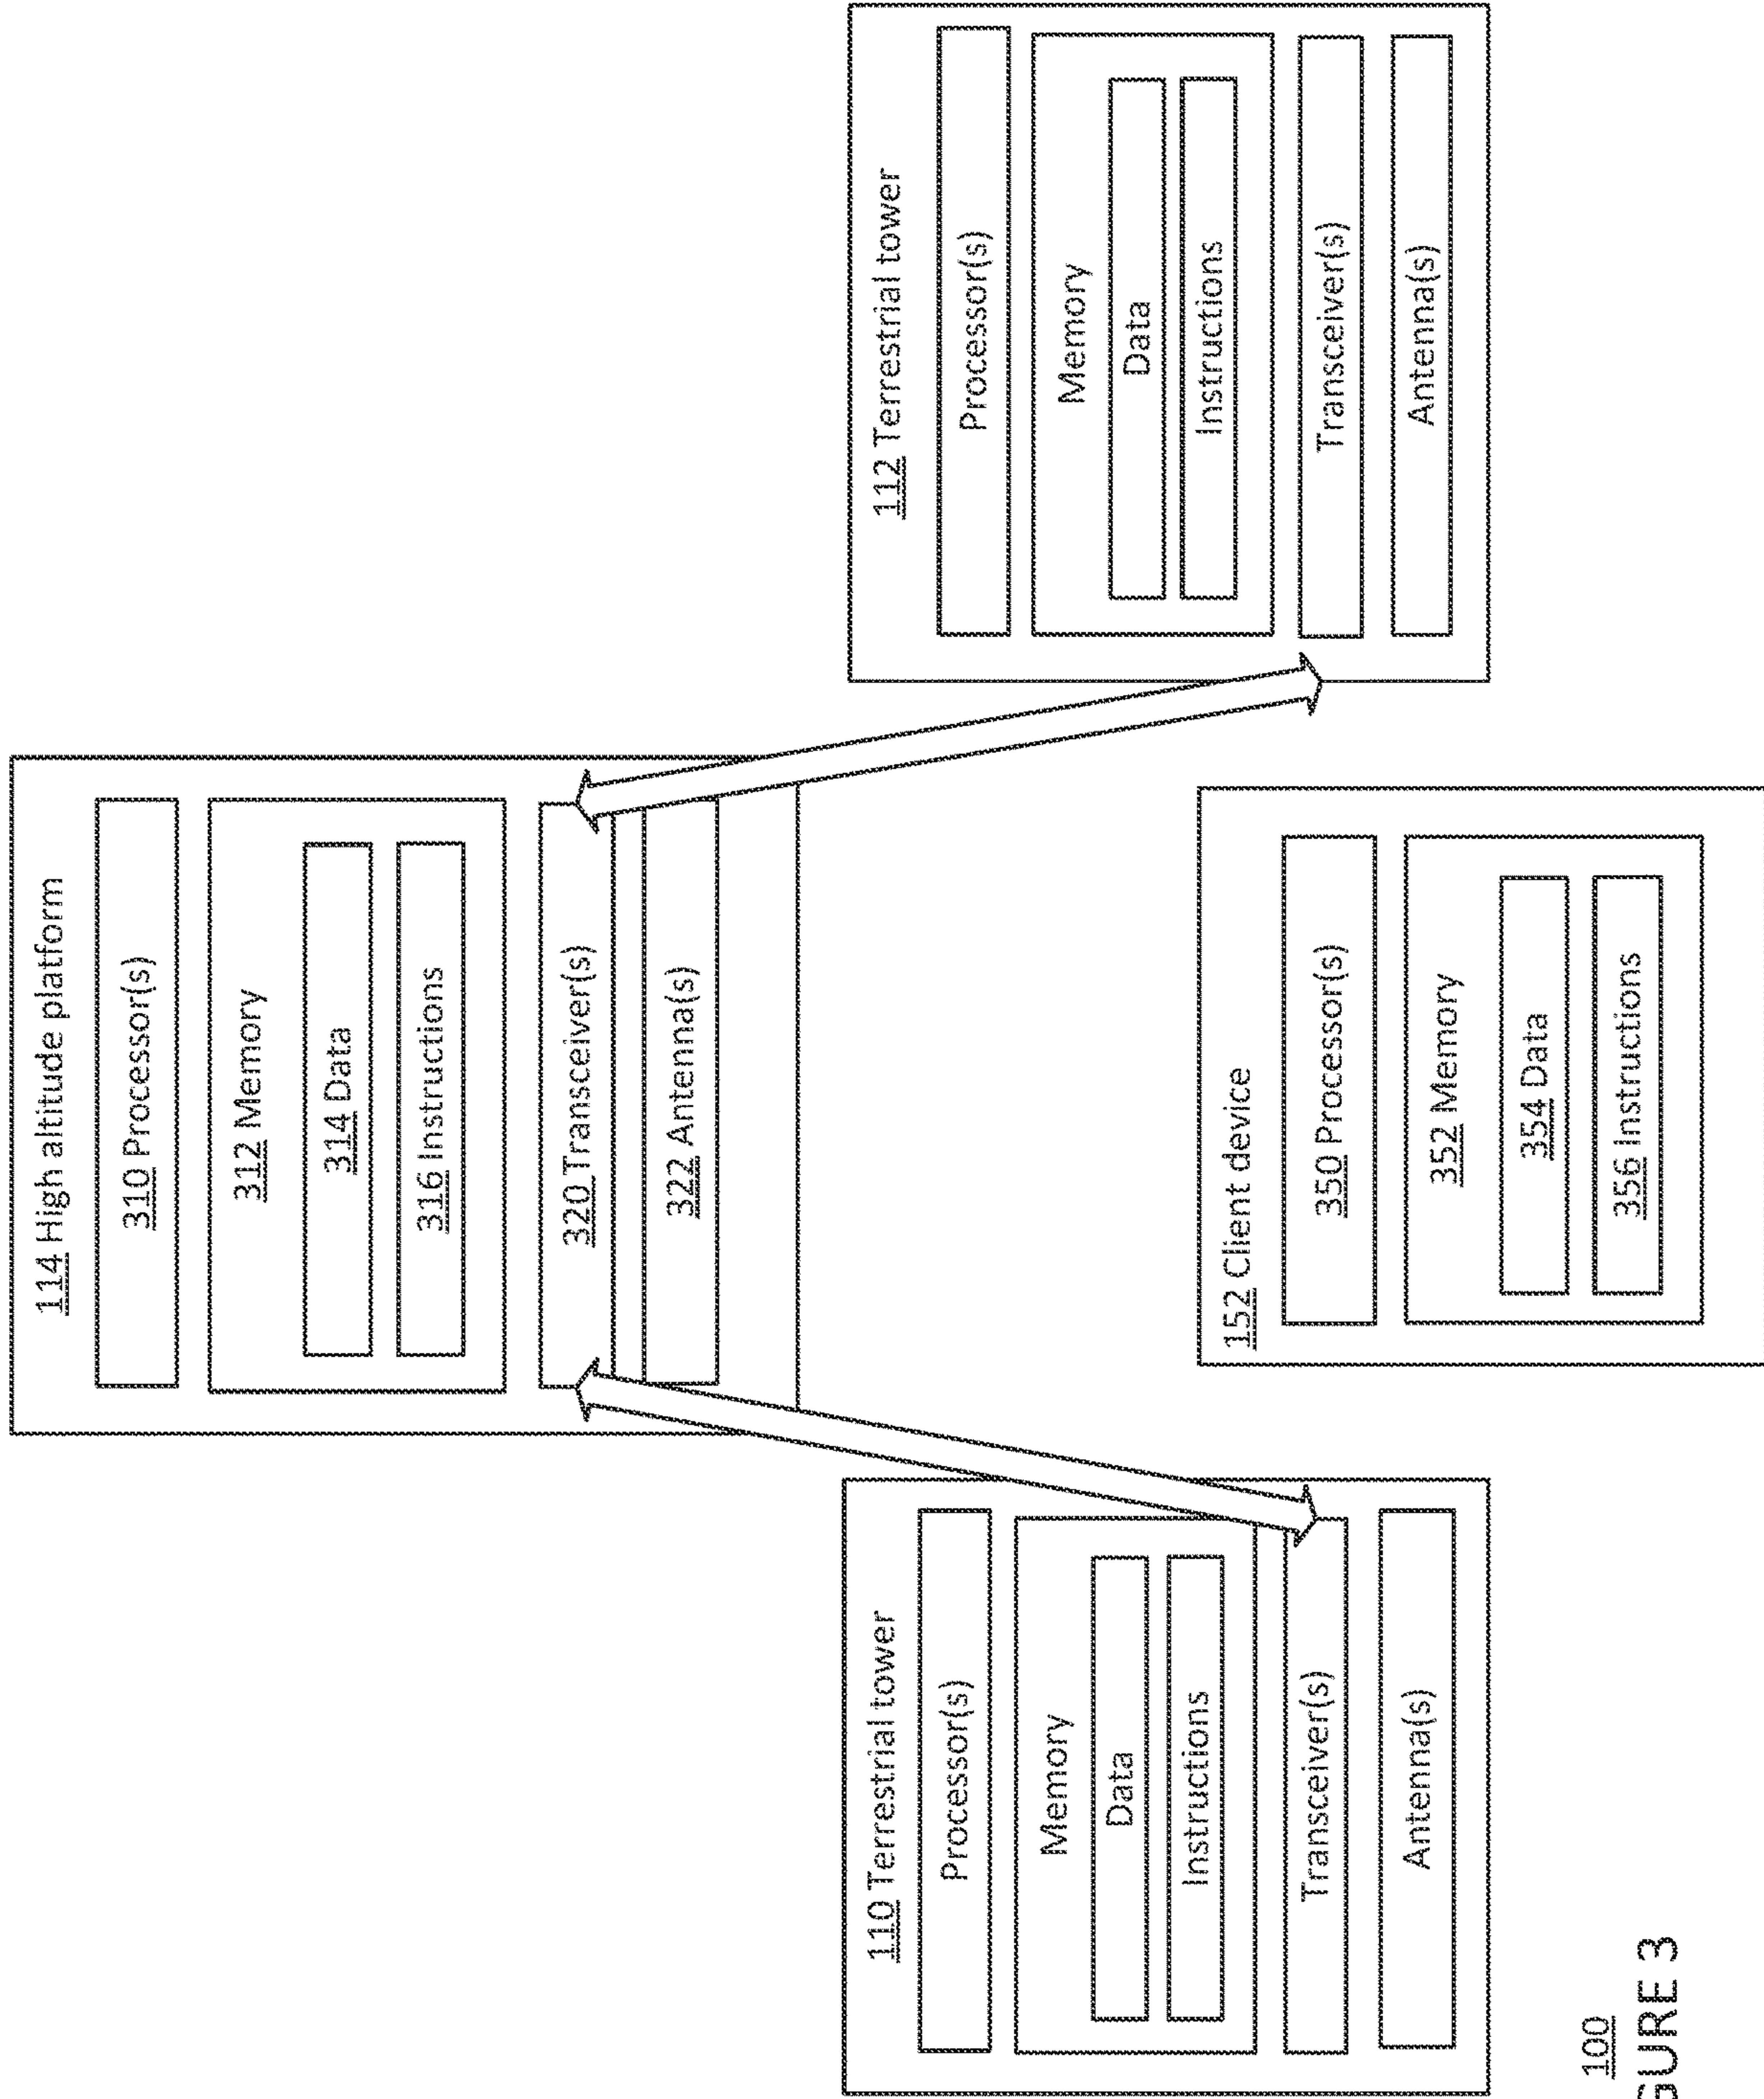 114 High altitude platform
310 Processor(s)
312 Memory
314 Data
316 Instructions
320 Transceiver(s)
322 Antenna(s)
110 Terrestrial tower
Processor(s)
Memory
Data
Instructions
Transceiver(s)
Antenna(s)
152 Client device
350 Processor(s)
352 Memory
354 Data
356 Instructions
112 Terrestrial tower
Processor(s)
Memory
Data
Instructions
Transceiver(s)
Antenna(s)
100
GURE 3